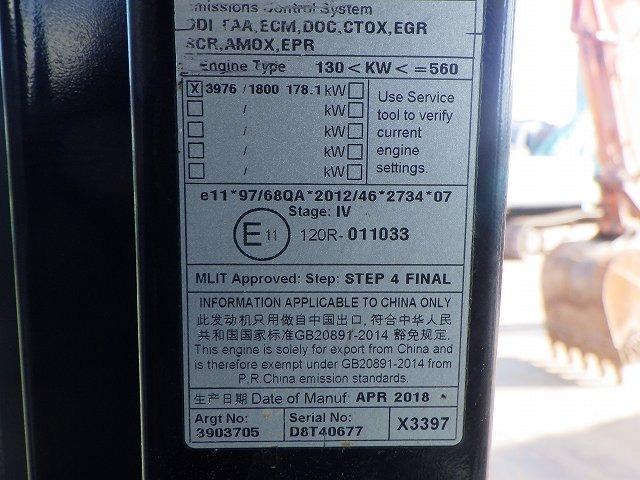 Emissions Control System
DDI, TAA, ECM, DOC, CTOX, EGR
SCR, AMOX, EPR
Engine Type 130 < KW < = 560
X 3976 / 1800 178.1 kW
/ kW
/ kW
/ kW
/ kW
Use Service
tool to verify
current
engine
settings.
e11*97/68QA*2012/46*2734*07
Stage: IV
E 11 120R- 011033
MLIT Approved: Step: STEP 4 FINAL
INFORMATION APPLICABLE TO CHINA ONLY
此发动机只用做自中国出口, 符合中华人民
共和国国家标准GB20891-2014 豁免规定.
This engine is solely for export from China and
is therefore exempt under GB20891-2014 from
P.R.China emission standards.
生产日期 Date of Manuf: APR 2018
Argt No:
3903705
Serial No:
D8T40677
X3397